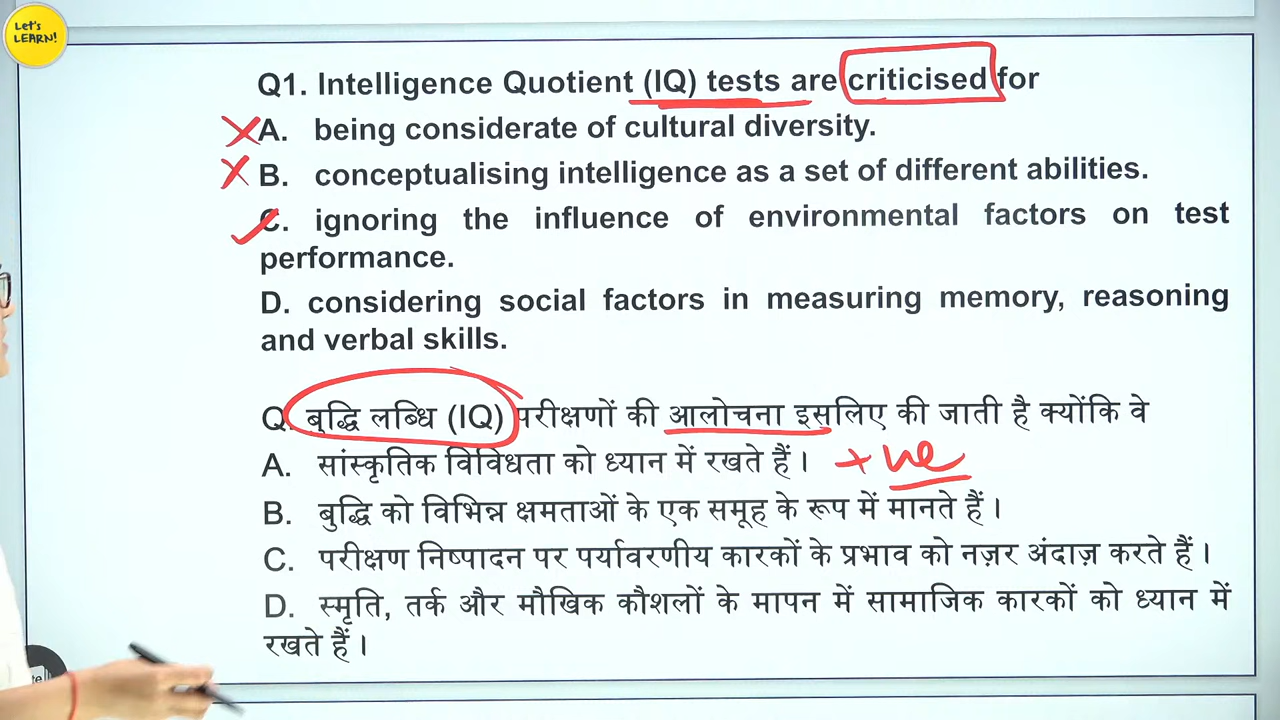 Let's
LEARN!
Q1. Intelligence Quotient (IQ) tests are criticised for
A. being considerate of cultural diversity.
B. conceptualising intelligence as a set of different abilities.
C. ignoring the influence of environmental factors on test
performance.
D. considering social factors in measuring memory, reasoning
and verbal skills.
Q. बुद्धि लब्धि (IQ) परीक्षणों की आलोचना इसलिए की जाती है क्योंकि वे
A. सांस्कृतिक विविधता को ध्यान में रखते हैं। +ve
B. बुद्धि को विभिन्न क्षमताओं के एक समूह के रूप में मानते हैं।
C. परीक्षण निष्पादन पर पर्यावरणीय कारकों के प्रभाव को नज़र अंदाज़ करते हैं।
D. स्मृति, तर्क और मौखिक कौशलों के मापन में सामाजिक कारकों को ध्यान में
रखते हैं।